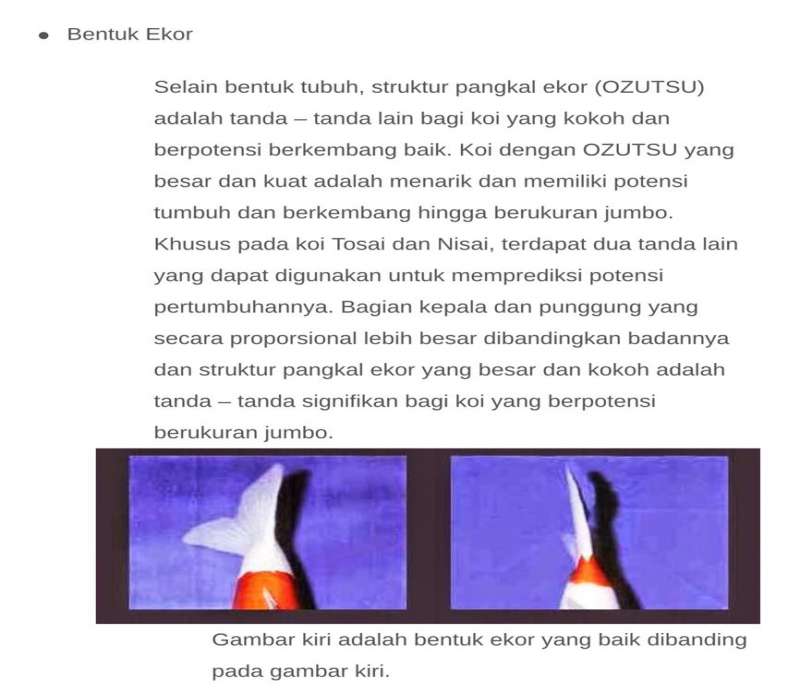 • Bentuk Ekor
Selain bentuk tubuh, struktur pangkal ekor (OZUTSU)
adalah tanda – tanda lain bagi koi yang kokoh dan
berpotensi berkembang baik. Koi dengan OZUTSU yang
besar dan kuat adalah menarik dan memiliki potensi
tumbuh dan berkembang hingga berukuran jumbo.
Khusus pada koi Tosai dan Nisai, terdapat dua tanda lain
yang dapat digunakan untuk memprediksi potensi
pertumbuhannya. Bagian kepala dan punggung yang
secara proporsional lebih besar dibandingkan badannya
dan struktur pangkal ekor yang besar dan kokoh adalah
tanda – tanda signifikan bagi koi yang berpotensi
berukuran jumbo.
Gambar kiri adalah bentuk ekor yang baik dibanding
pada gambar kiri.